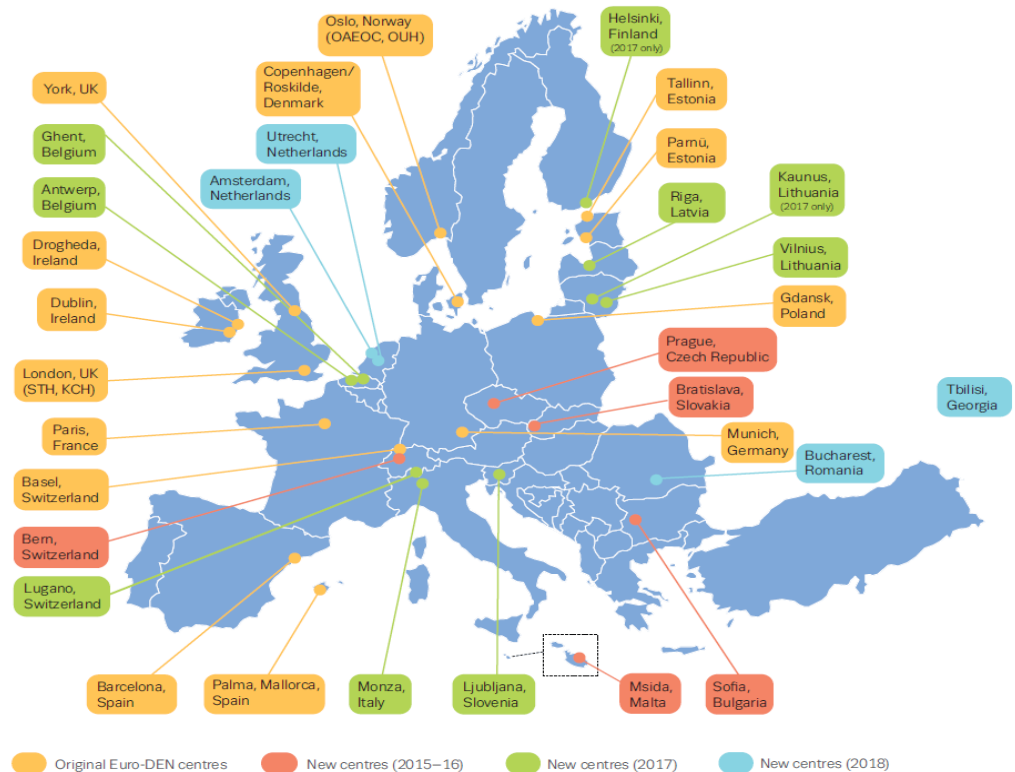 Oslo, Norway
(OAEOC, OUH)
Helsinki,
Finland
(2017 only)
Copenhagen/
Roskilde,
Denmark
Tallinn,
Estonia
York, UK
Ghent,
Belgium
Utrecht,
Netherlands
Parnü,
Estonia
Antwerp,
Belgium
Amsterdam,
Netherlands
Riga,
Latvia
Kaunus,
Lithuania
(2017 only)
Drogheda,
Ireland
Vilnius,
Lithuania
Dublin,
Ireland
Gdansk,
Poland
London, UK
(STH, KCH)
Prague,
Czech Republic
Bratislava,
Slovakia
Tbilisi,
Georgia
Paris,
France
Munich,
Germany
Bucharest,
Romania
Basel,
Switzerland
Bern,
Switzerland
Lugano,
Switzerland
Barcelona,
Spain
Palma, Mallorca,
Spain
Monza,
Italy
Ljubljana,
Slovenia
Msida,
Malta
Sofia,
Bulgaria
Original Euro-DEN centres
New centres (2015–16)
New centres (2017)
New centres (2018)